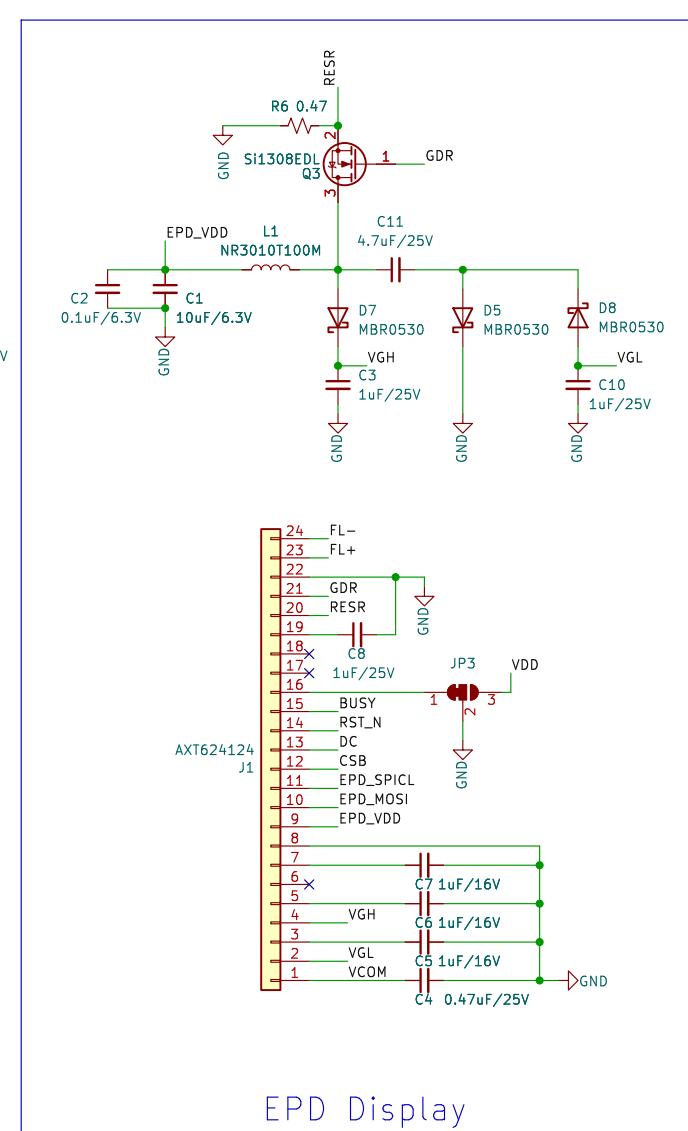 RESR
R6 0.47
2
GND
Si1308EDL
Q3
1
GDR
3
EPD_VDD
L1
NR3010T100M
C11
4.7uF/25V
C2
0.1uF/6.3V
C1
10uF/6.3V
GND
D7
MBR0530
D5
MBR0530
D8
MBR0530
V
VGH
C3
1uF/25V
VGL
C10
1uF/25V
GND
GND
GND
24 FL-
23 FL+
22
21 GDR
20 RESR
GND
19
C8
1uF/25V
18
17
16
JP3
VDD
1
2
3
GND
15 BUSY
14 RST_N
13 DC
12 CSB
11 EPD_SPICL
10 EPD_MOSI
9 EPD_VDD
AXT624124
J1
8
7
C7 1uF/16V
6
5
C6 1uF/16V
4 VGH
3
C5 1uF/16V
2 VGL
1 VCOM
C4 0.47uF/25V
GND
EPD Display